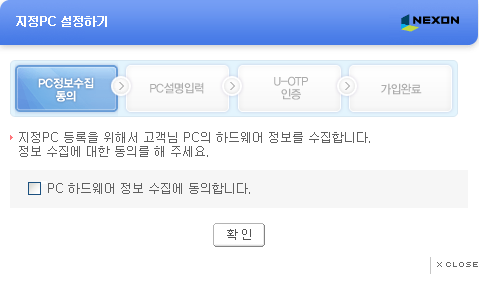 지정PC 설정하기
NEXON
PC정보수집
동의
PC설명입력
U-OTP
인증
가입완료
지정PC 등록을 위해서 고객님 PC의 하드웨어 정보를 수집합니다.
정보 수집에 대한 동의를 해 주세요.
PC 하드웨어 정보 수집에 동의합니다.
확인
X CLOSE